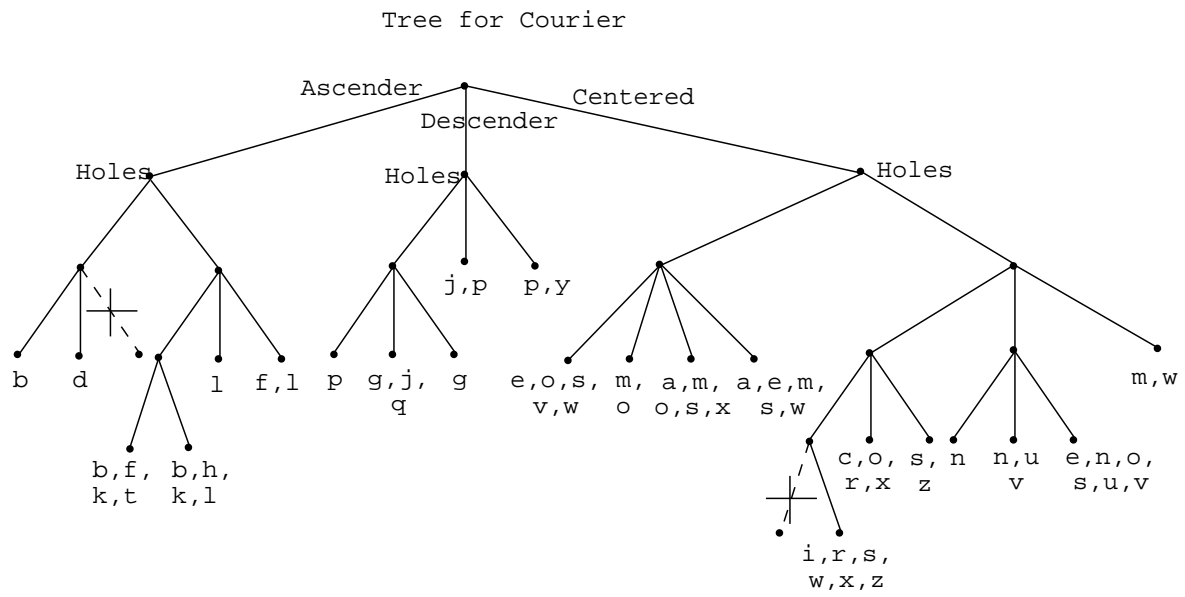 Tree for Courier
Ascender
Centered
Descender
Holes
Holes
Holes
j,p
p,y
b
d
l
f,l
p
g,j,
q
g
e,o,s,
v,w
m,
o
a,m,
o,s,x
a,e,m,
s,w
m,w
b,f,
k,t
b,h,
k,l
c,o,
r,x
s,
z
n
n,u
v
e,n,o,
s,u,v
i,r,s,
w,x,z